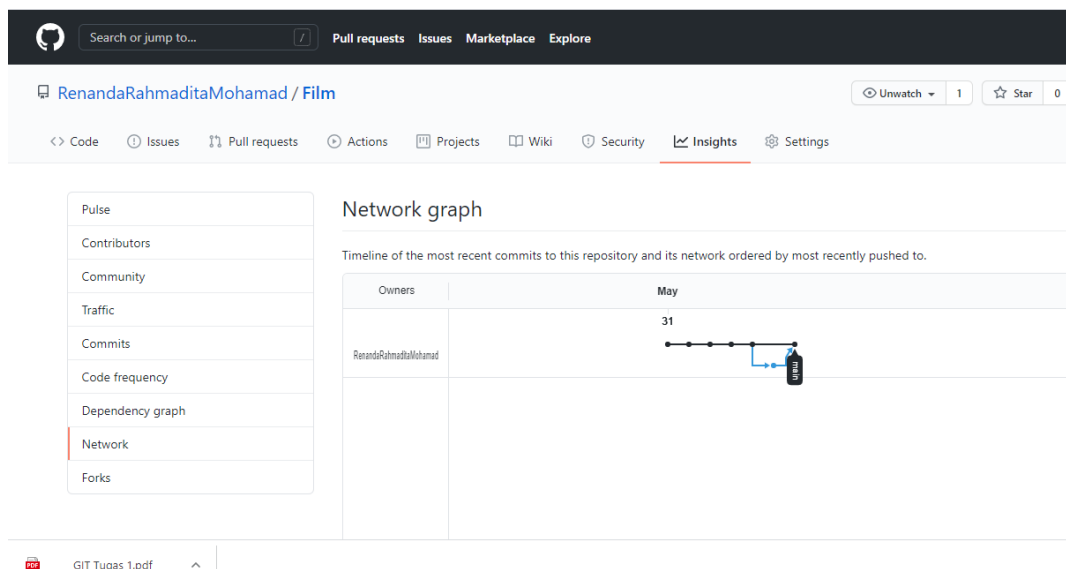 Search or jump to... / Pull requests Issues Marketplace Explore
RenandaRahmaditaMohamad / Film Unwatch 1 Star 0
<> Code Issues Pull requests Actions Projects Wiki Security Insights Settings
Pulse
Contributors
Community
Traffic
Commits
Code frequency
Dependency graph
Network
Forks
Network graph
Timeline of the most recent commits to this repository and its network ordered by most recently pushed to.
Owners May
31
RenandaRahmaditaMohamad
main
PDF GIT Tugas 1.pdf